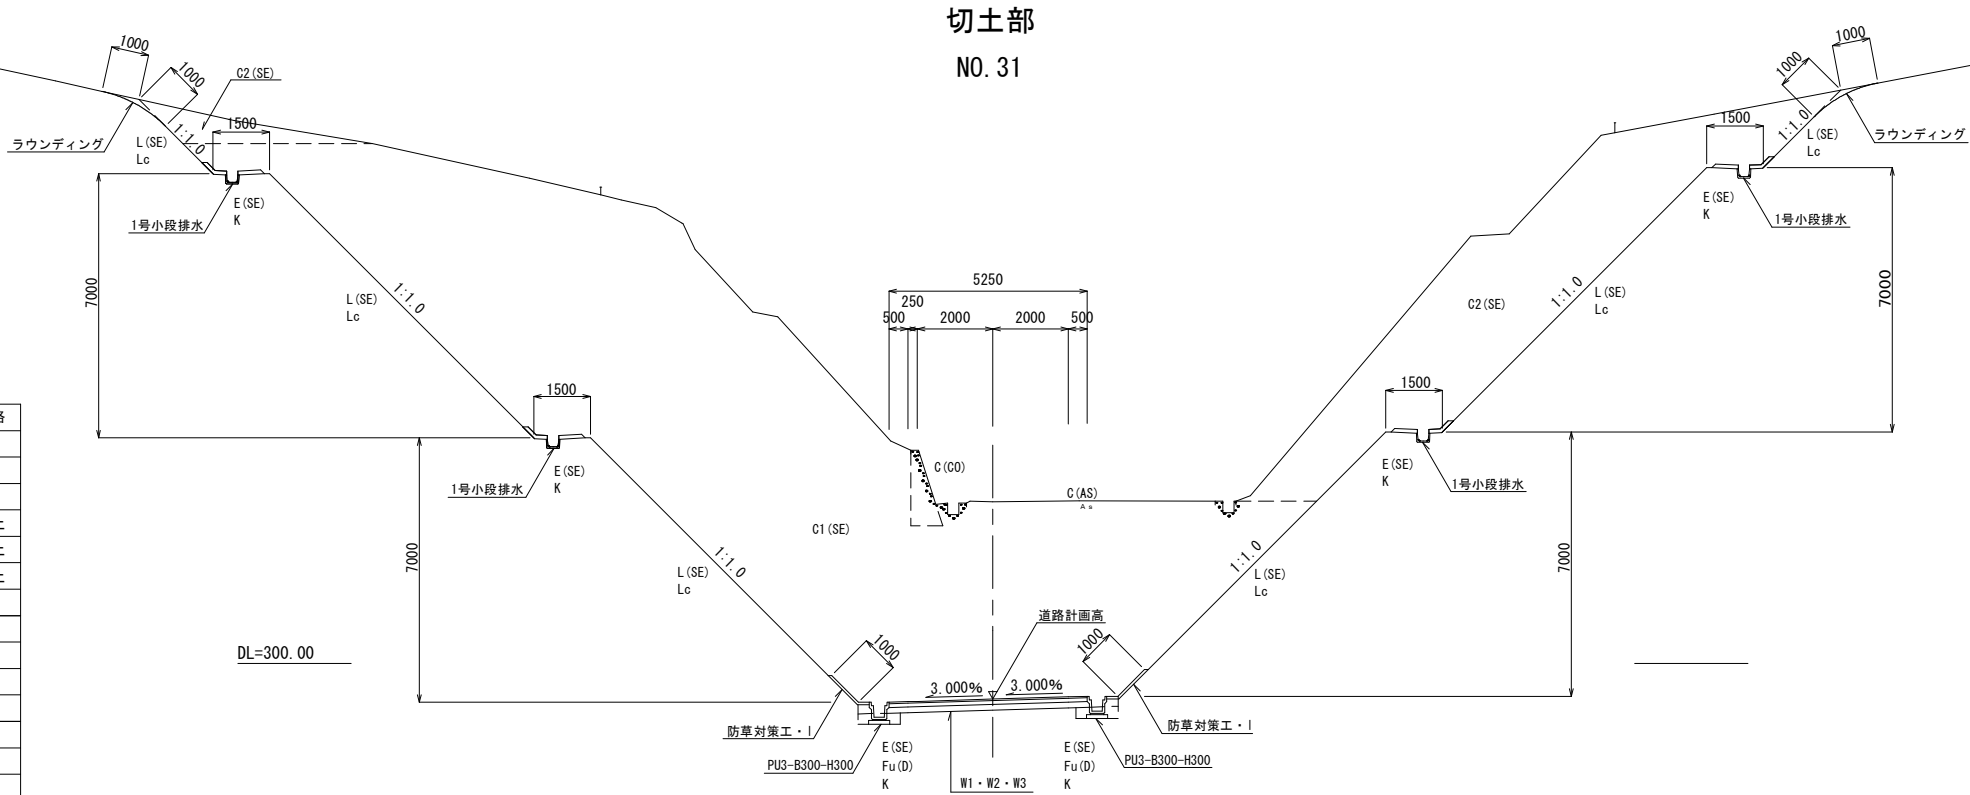 切土部
NO.31
1000
1000
C2(SE)
1500
1:1.0
ラウンディング
L(SE)
Lc
1号小段排水
E(SE)
K
7000
L(SE)
Lc
1:1.0
1500
1号小段排水
E(SE)
K
7000
L(SE)
Lc
1:1.0
C1(SE)
DL=300.00
5250
250
500
2000
2000
500
C(CO)
C(AS)
As
道路計画高
1000
3.000%
3.000%
1000
防草対策工・I
PU3-B300-H300
E(SE)
Fu(D)
K
W1・W2・W3
E(SE)
Fu(D)
K
PU3-B300-H300
防草対策工・I
1000
1000
1500
1:1.0
L(SE)
Lc
ラウンディング
E(SE)
K
1号小段排水
C2(SE)
1:1.0
L(SE)
Lc
7000
1500
E(SE)
K
1号小段排水
1:1.0
L(SE)
Lc
7000